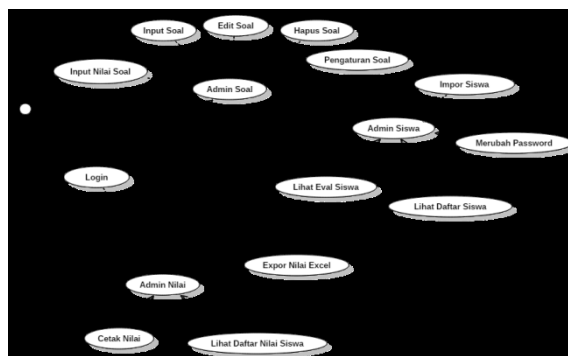 Input Soal
Edit Soal
Hapus Soal
Pengaturan Soal
Input Nilai Soal
Admin Soal
Impor Siswa
Admin Siswa
Merubah Password
Login
Lihat Eval Siswa
Lihat Daftar Siswa
Expor Nilai Excel
Admin Nilai
Cetak Nilai
Lihat Daftar Nilai Siswa